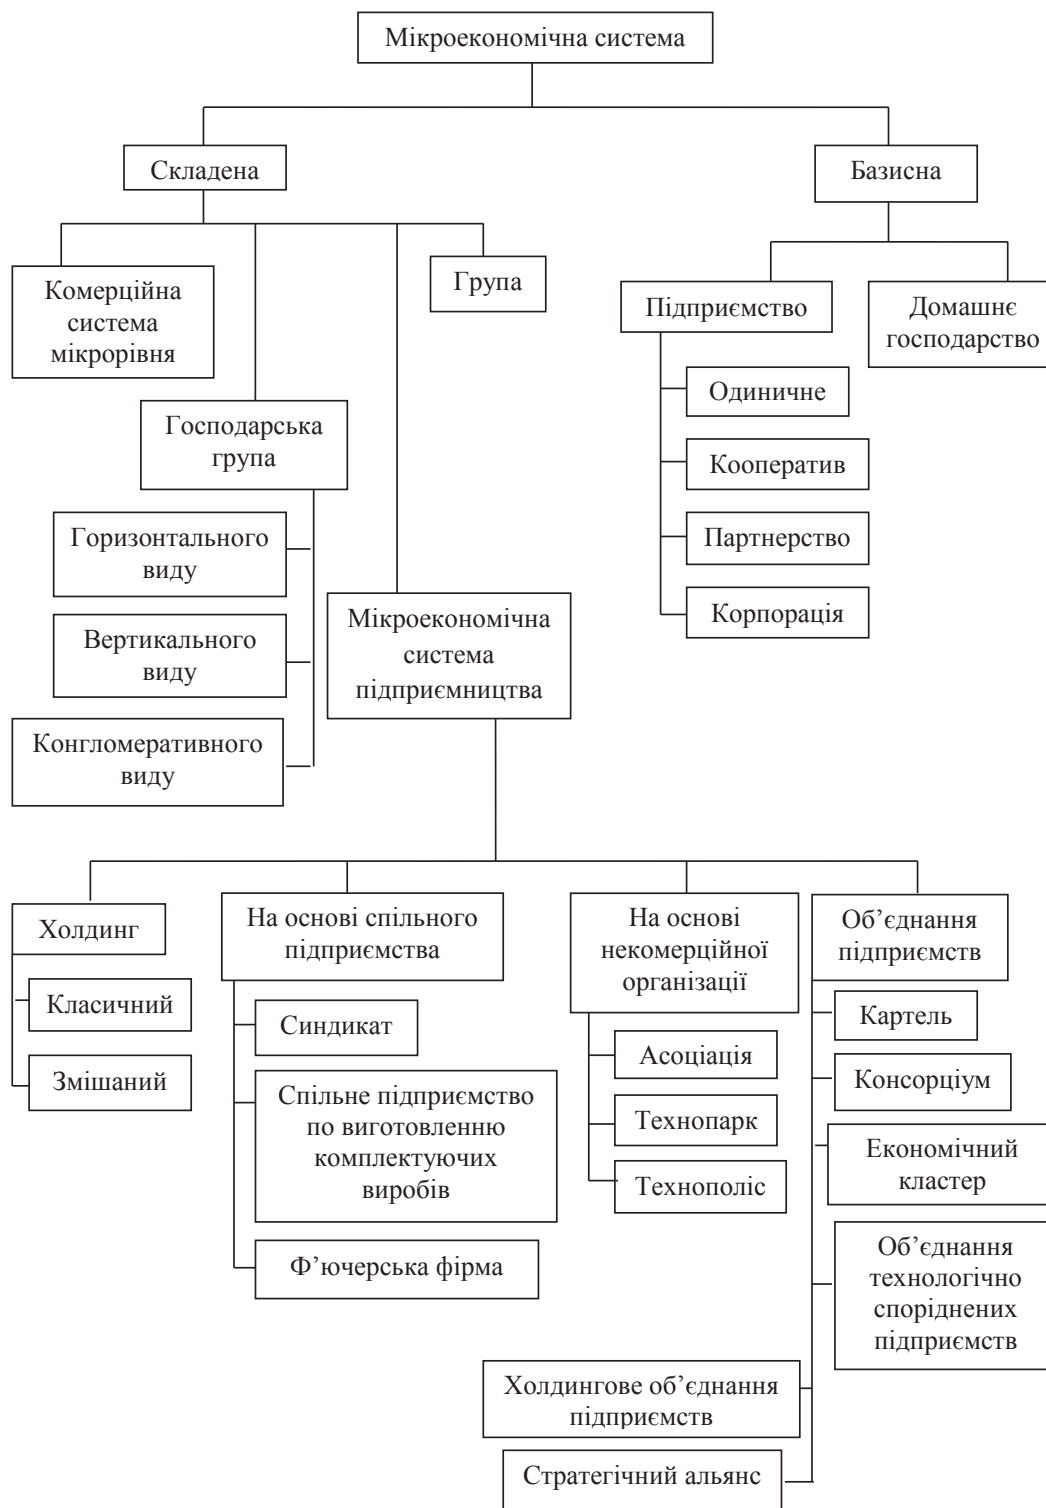 Мікроекономічна система
Складена
Базисна
Комерційна
система
мікрорівня
Група
Підприємство
Домашнє
господарство
Одиничне
Кооператив
Партнерство
Корпорація
Господарська
група
Горизонтального
виду
Вертикального
виду
Конгломеративного
виду
Мікроекономічна
система
підприємництва
Холдинг
Класичний
Змішаний
На основі спільного
підприємства
Синдикат
Спільне підприємство
по виготовленню
комплектуючих
виробів
Ф’ючерська фірма
На основі
некомерційної
організації
Асоціація
Технопарк
Технополіс
Об’єднання
підприємств
Картель
Консорціум
Економічний
кластер
Об’єднання
технологічно
споріднених
підприємств
Холдингове об’єднання
підприємств
Стратегічний альянс